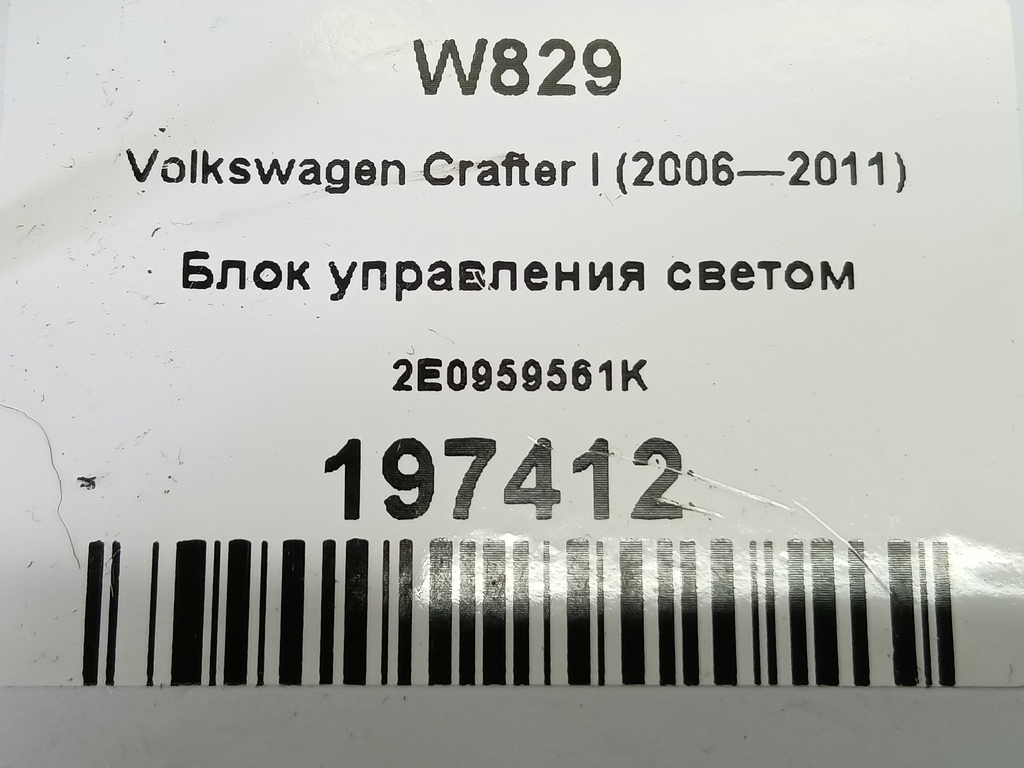 W829
Volkswagen Crafter I (2006—2011)
Блок управления светом
2E0959561K
197412